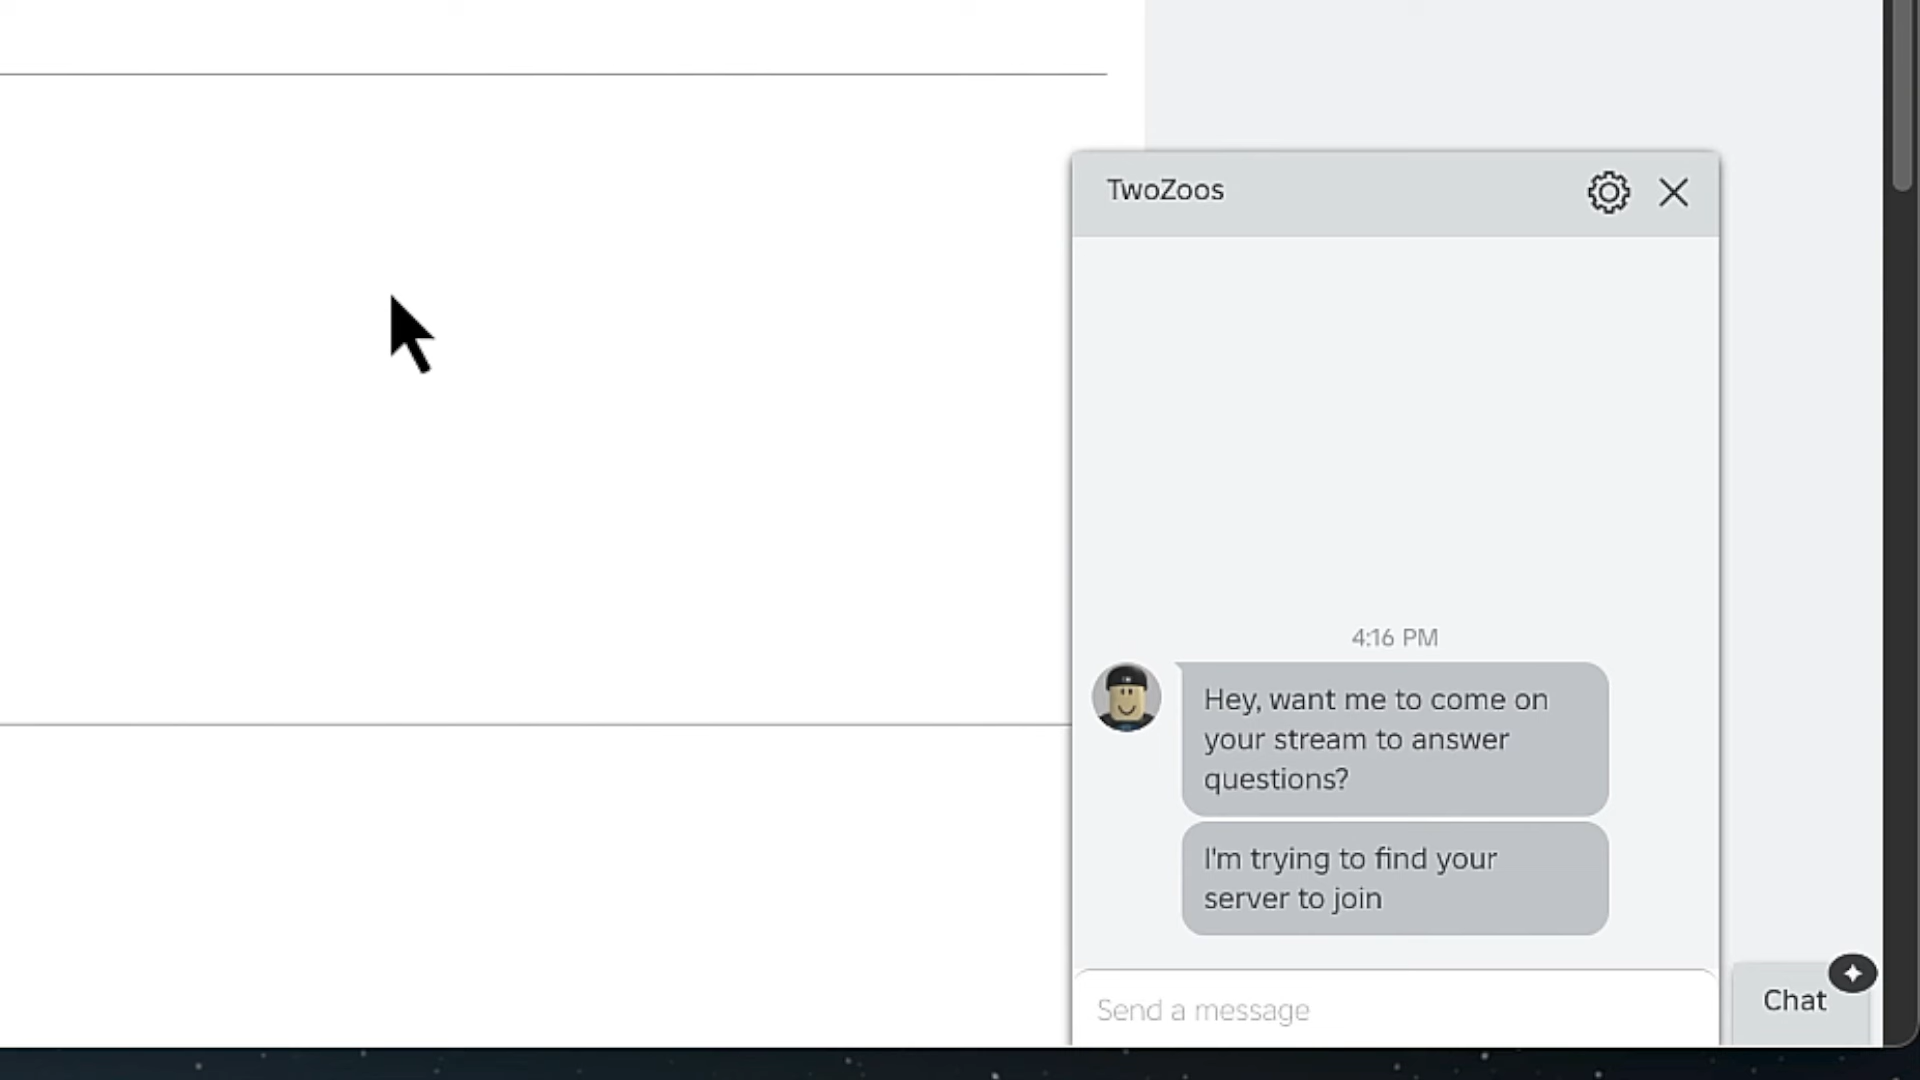 TwoZoos
4:16 PM
Hey, want me to come on
your stream to answer
questions?
I'm trying to find your
server to join
Send a message
Chat